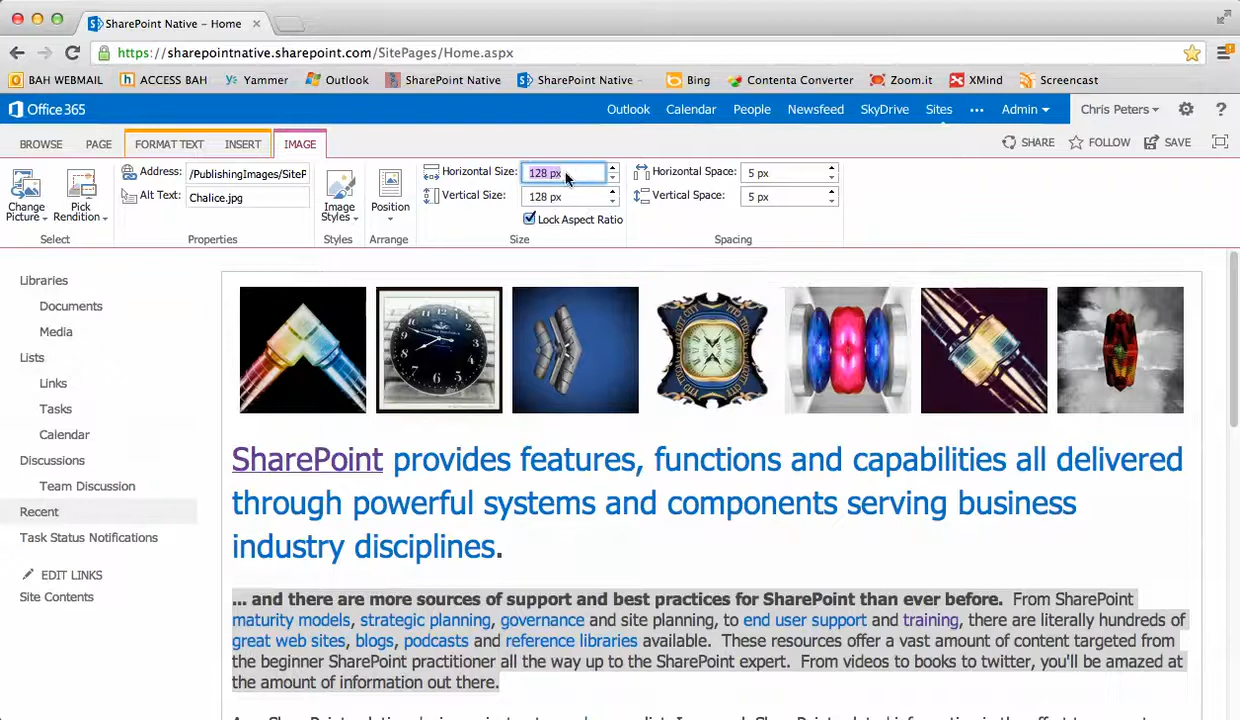 SharePoint Native – Home
https://sharepointnative.sharepoint.com/SitePages/Home.aspx
BAH WEBMAIL ACCESS BAH Yammer Outlook SharePoint Native SharePoint Native - Bing Contenta Converter Zoom.it XMind Screencast
Office 365 Outlook Calendar People Newsfeed SkyDrive Sites ... Admin Chris Peters ?
BROWSE PAGE FORMAT TEXT INSERT IMAGE SHARE FOLLOW SAVE
Address: /PublishingImages/SiteP Horizontal Size: 128 px Horizontal Space: 5 px
Alt Text: Chalice.jpg Vertical Size: 128 px Vertical Space: 5 px
Change Picture Pick Rendition Image Styles Position Lock Aspect Ratio
Select Properties Styles Arrange Size Spacing
Libraries
Documents
Media
Lists
Links
Tasks
Calendar
Discussions
Team Discussion
Recent
Task Status Notifications
EDIT LINKS
Site Contents
SharePoint provides features, functions and capabilities all delivered
through powerful systems and components serving business
industry disciplines.
... and there are more sources of support and best practices for SharePoint than ever before. From SharePoint
maturity models, strategic planning, governance and site planning, to end user support and training, there are literally hundreds of
great web sites, blogs, podcasts and reference libraries available. These resources offer a vast amount of content targeted from
the beginner SharePoint practitioner all the way up to the SharePoint expert. From videos to books to twitter, you'll be amazed at
the amount of information out there.